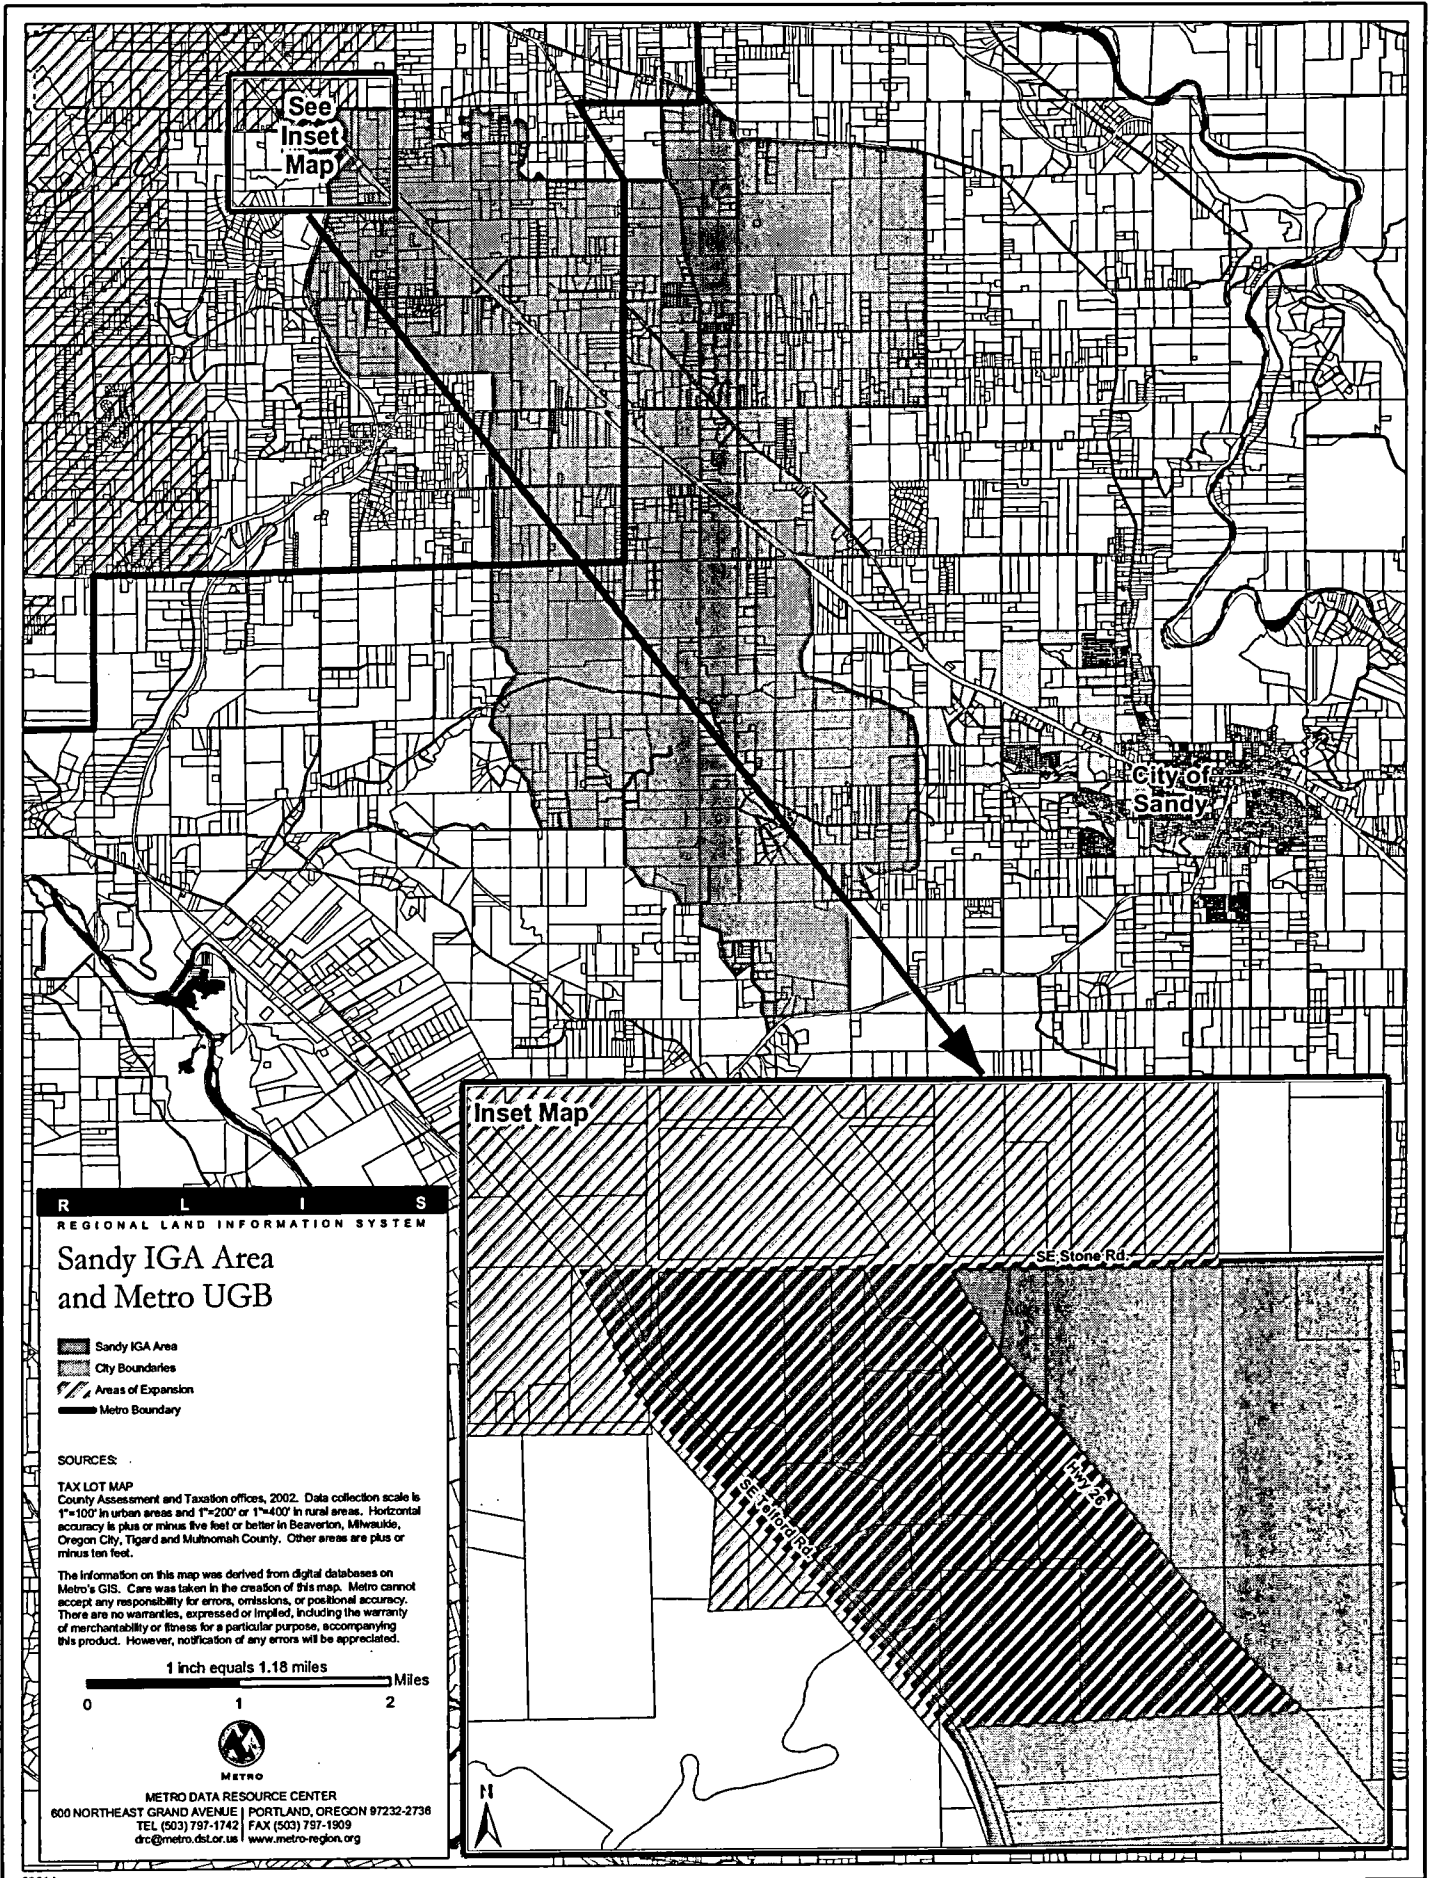 See
Inset
Map
City of
Sandy
Inset Map
SE Stone Rd.
Hwy 26
SE Telford Rd.
R L I S
REGIONAL LAND INFORMATION SYSTEM
Sandy IGA Area
and Metro UGB
Sandy IGA Area
City Boundaries
Areas of Expansion
Metro Boundary
SOURCES:
TAX LOT MAP
County Assessment and Taxation offices, 2002. Data collection scale is
1"=100' in urban areas and 1"=200' or 1"=400' in rural areas. Horizontal
accuracy is plus or minus five feet or better in Beaverton, Milwaukie,
Oregon City, Tigard and Multnomah County. Other areas are plus or
minus ten feet.
The information on this map was derived from digital databases on
Metro's GIS. Care was taken in the creation of this map. Metro cannot
accept any responsibility for errors, omissions, or positional accuracy.
There are no warranties, expressed or implied, including the warranty
of merchantability or fitness for a particular purpose, accompanying
this product. However, notification of any errors will be appreciated.
1 inch equals 1.18 miles
Miles
0 1 2
METRO
METRO DATA RESOURCE CENTER
600 NORTHEAST GRAND AVENUE | PORTLAND, OREGON 97232-2736
TEL (503) 797-1742 | FAX (503) 797-1909
drc@metro.dst.or.us | www.metro-region.org
N